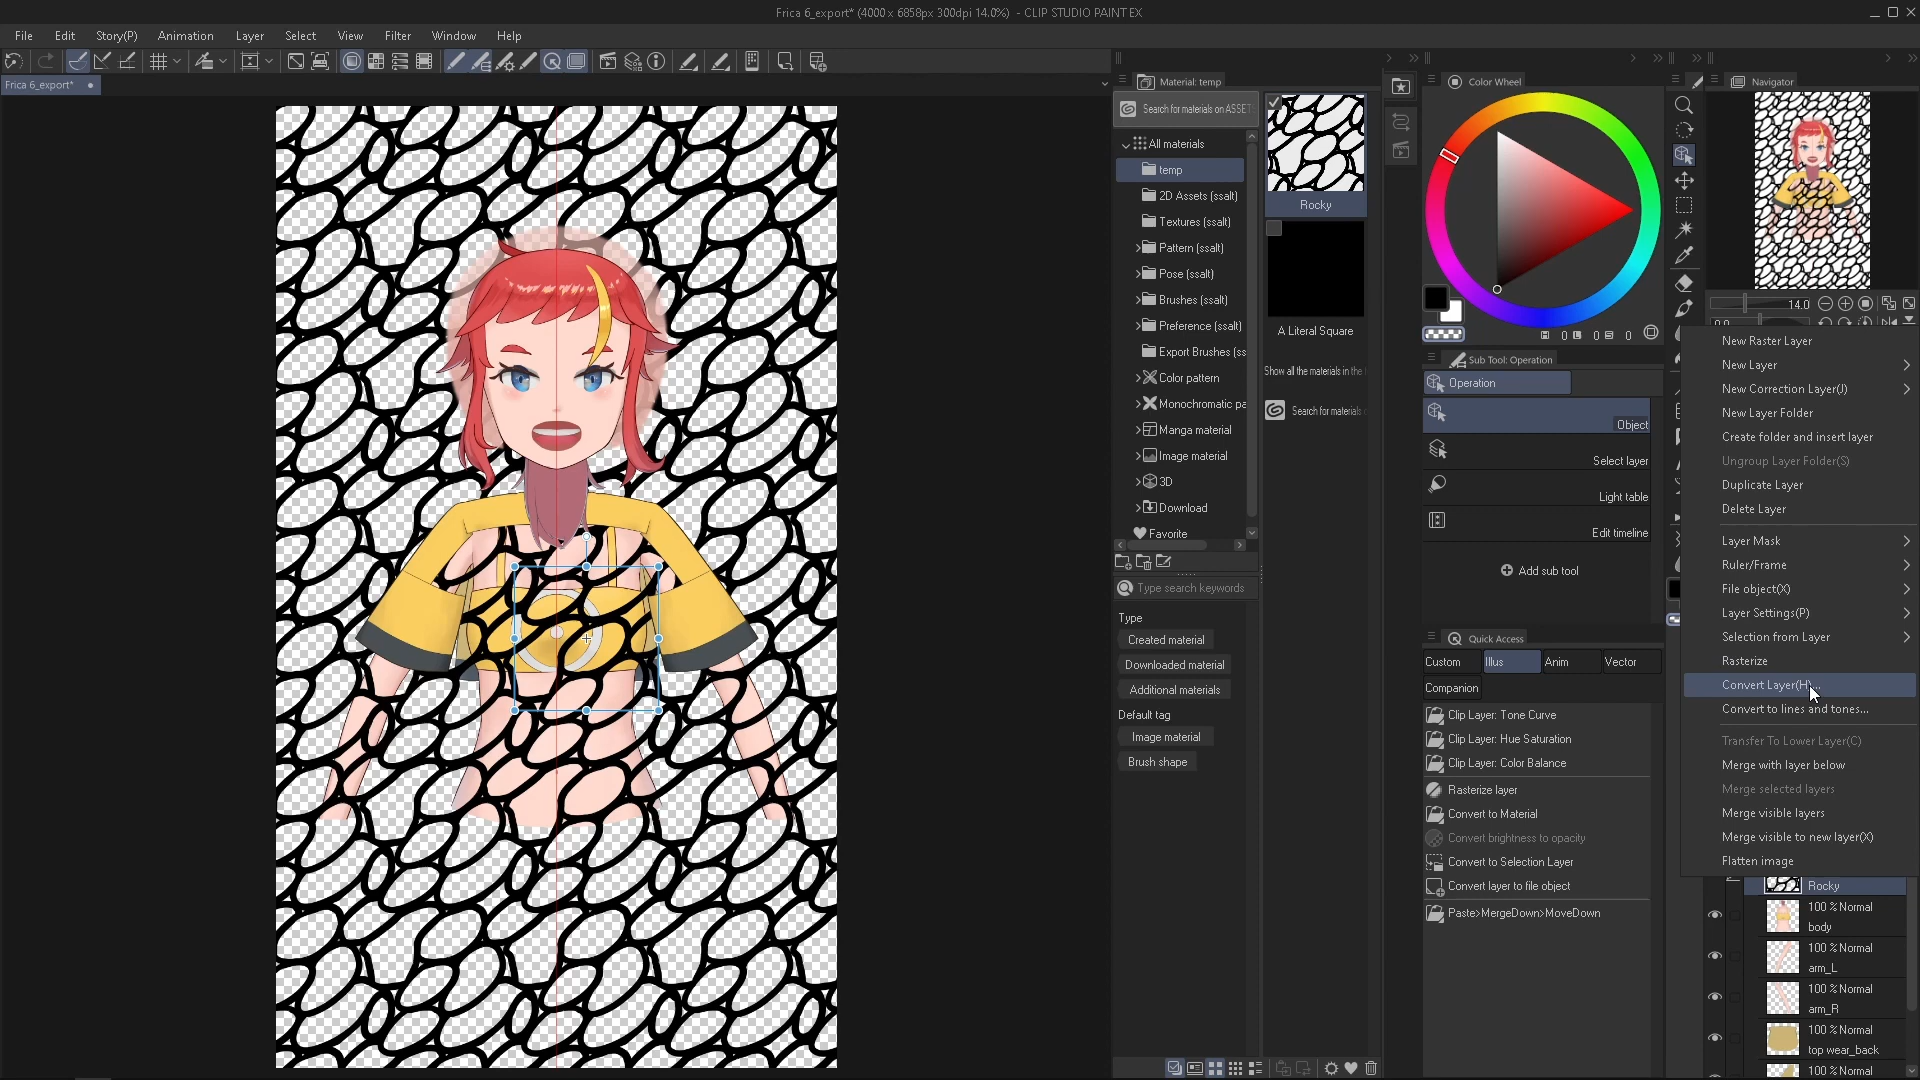 Frica 6_export* (4000 x 6858px 300dpi 14.0%) - CLIP STUDIO PAINT EX
File Edit Story(P) Animation Layer Select View Filter Window Help
Frica 6_export*
Material: temp
Search for materials on ASSET
All materials
temp
2D Assets (ssalt)
Textures (ssalt)
Pattern (ssalt)
Pose (ssalt)
Brushes (ssalt)
Preference (ssalt)
Export Brushes (ss
Color pattern
Monochromatic pa
Manga material
Image material
3D
Download
Favorite
Type search keywords
Type
Created material
Downloaded material
Additional materials
Default tag
Image material
Brush shape
Rocky
A Literal Square
Show all the materials in the
Search for materials
Color Wheel
0 0 0
Sub Tool: Operation
Operation
Object
Select layer
Light table
Edit timeline
Add sub tool
Quick Access
Custom Illus Anim Vector
Companion
Clip Layer: Tone Curve
Clip Layer: Hue Saturation
Clip Layer: Color Balance
Rasterize layer
Convert to Material
Convert brightness to opacity
Convert to Selection Layer
Convert layer to file object
Paste>MergeDown>MoveDown
Navigator
14.0
New Raster Layer
New Layer
New Correction Layer(J)
New Layer Folder
Create folder and insert layer
Ungroup Layer Folder(S)
Duplicate Layer
Delete Layer
Layer Mask
Ruler/Frame
File object(X)
Layer Settings(P)
Selection from Layer
Rasterize
Convert Layer(H)...
Convert to lines and tones...
Transfer To Lower Layer(C)
Merge with layer below
Merge selected layers
Merge visible layers
Merge visible to new layer(X)
Flatten image
Rocky
100 % Normal
body
100 % Normal
arm_L
100 % Normal
arm_R
100 % Normal
top wear_back
100 % Normal